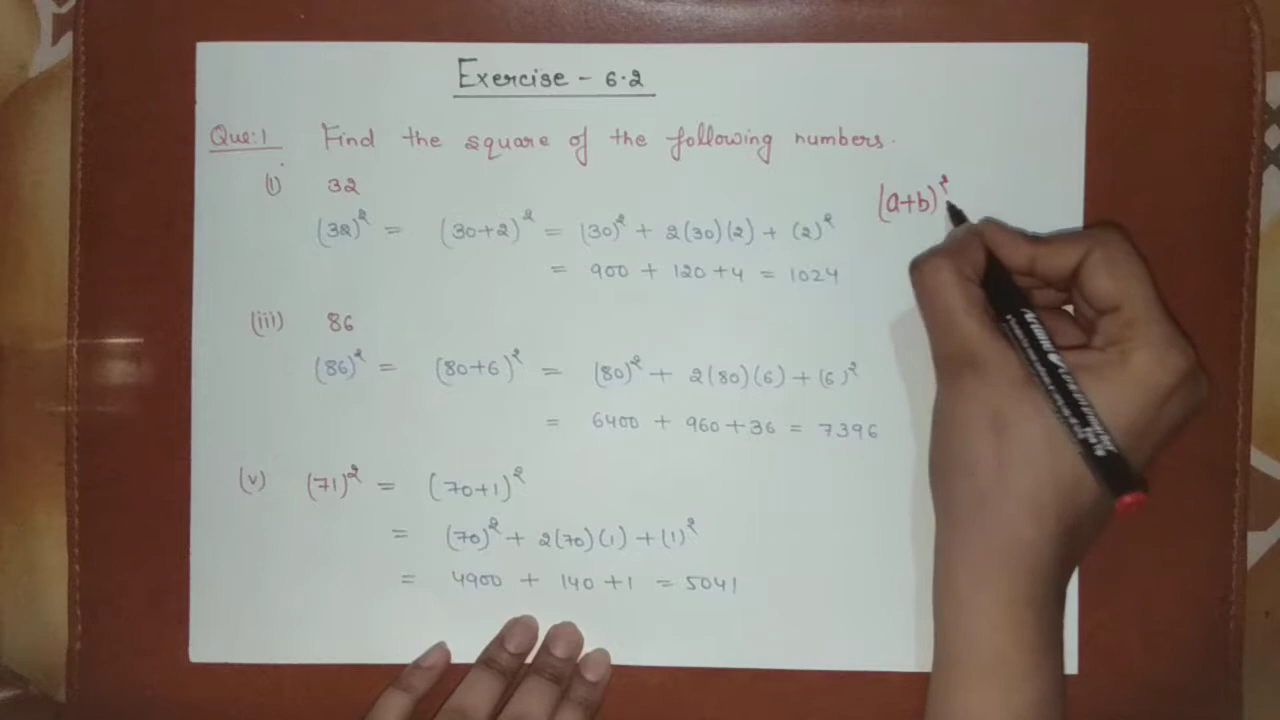 Exercise - 6.2
Que:1 Find the square of the following numbers.
(i) 32
(a+b)²
(32)² = (30+2)² = (30)² + 2(30)(2) + (2)²
= 900 + 120 + 4 = 1024
(iii) 86
(86)² = (80+6)² = (80)² + 2(80)(6) + (6)²
= 6400 + 960 + 36 = 7396
(v) (71)² = (70+1)²
= (70)² + 2(70)(1) + (1)²
= 4900 + 140 + 1 = 5041